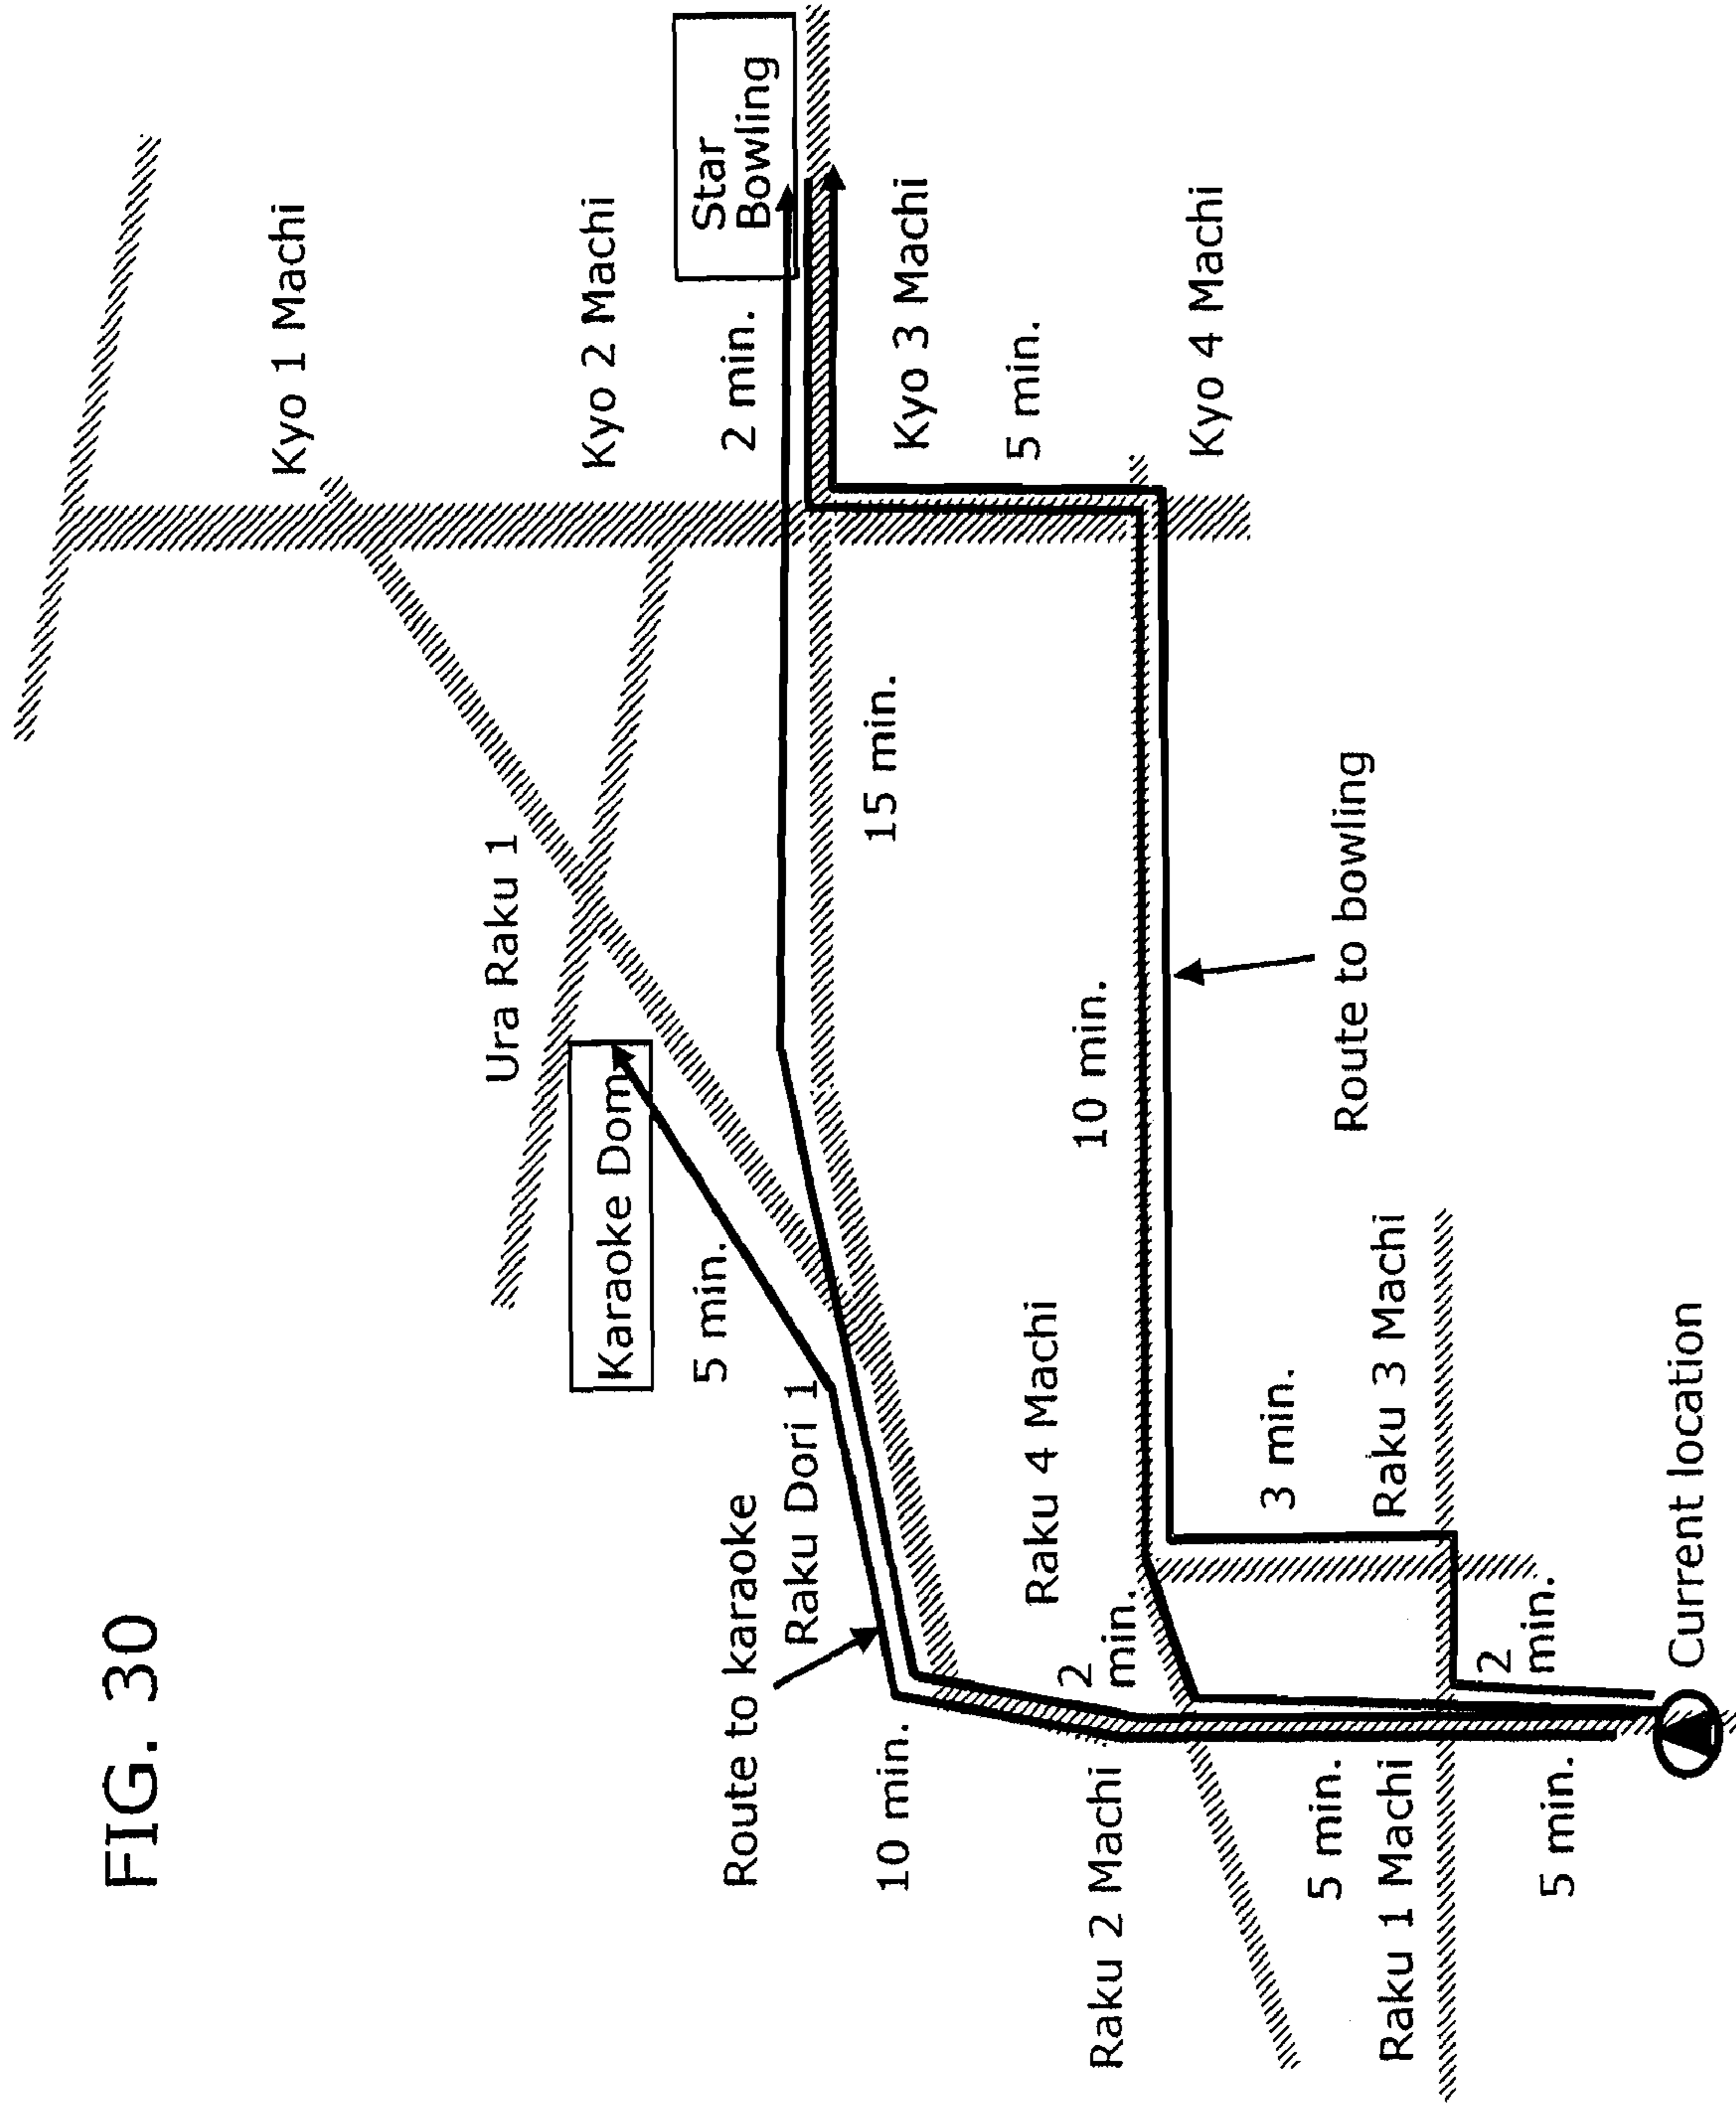 FIG. 30
Route to karaoke
Raku Dori 1
10 min.
5 min.
Karaoke Dom
Ura Raku 1
Kyo 1 Machi
Kyo 2 Machi
2 min.
Star
Bowling
15 min.
Kyo 3 Machi
5 min.
Kyo 4 Machi
Raku 2 Machi
2
min.
Raku 4 Machi
10 min.
Route to bowling
5 min.
Raku 1 Machi
3 min.
Raku 3 Machi
5 min.
2
min.
Current location